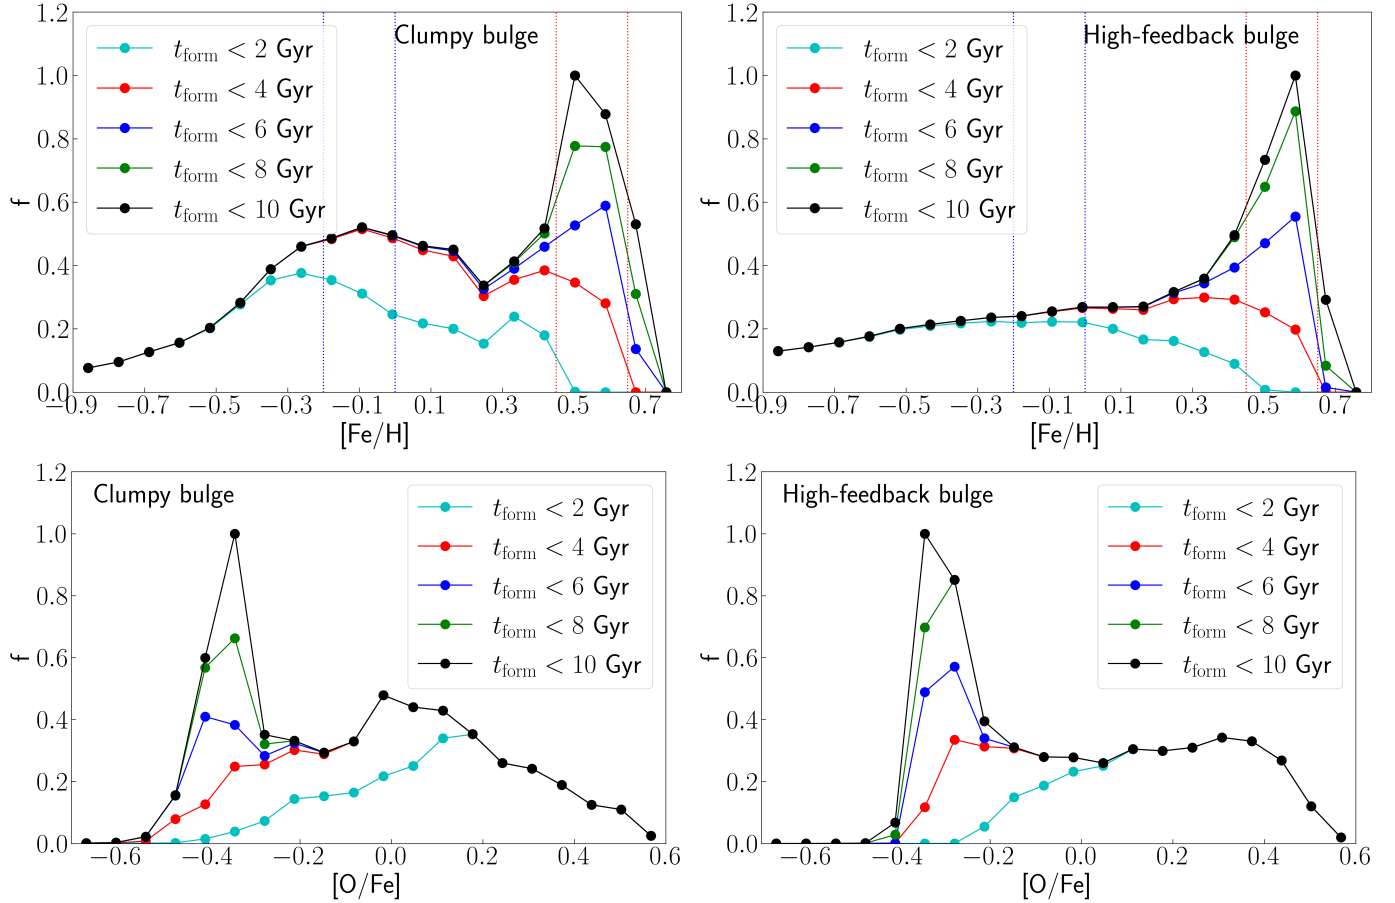 Clumpy bulge
t_form < 2 Gyr
t_form < 4 Gyr
t_form < 6 Gyr
t_form < 8 Gyr
t_form < 10 Gyr
1.2
1.0
0.8
0.6
0.4
0.2
0.0
f
−0.9 −0.7 −0.5 −0.3 −0.1 0.1 0.3 0.5 0.7
[Fe/H]
High-feedback bulge
t_form < 2 Gyr
t_form < 4 Gyr
t_form < 6 Gyr
t_form < 8 Gyr
t_form < 10 Gyr
1.2
1.0
0.8
0.6
0.4
0.2
0.0
f
−0.9 −0.7 −0.5 −0.3 −0.1 0.1 0.3 0.5 0.7
[Fe/H]
Clumpy bulge
t_form < 2 Gyr
t_form < 4 Gyr
t_form < 6 Gyr
t_form < 8 Gyr
t_form < 10 Gyr
1.2
1.0
0.8
0.6
0.4
0.2
0.0
f
−0.6 −0.4 −0.2 0.0 0.2 0.4 0.6
[O/Fe]
High-feedback bulge
t_form < 2 Gyr
t_form < 4 Gyr
t_form < 6 Gyr
t_form < 8 Gyr
t_form < 10 Gyr
1.2
1.0
0.8
0.6
0.4
0.2
0.0
f
−0.6 −0.4 −0.2 0.0 0.2 0.4 0.6
[O/Fe]